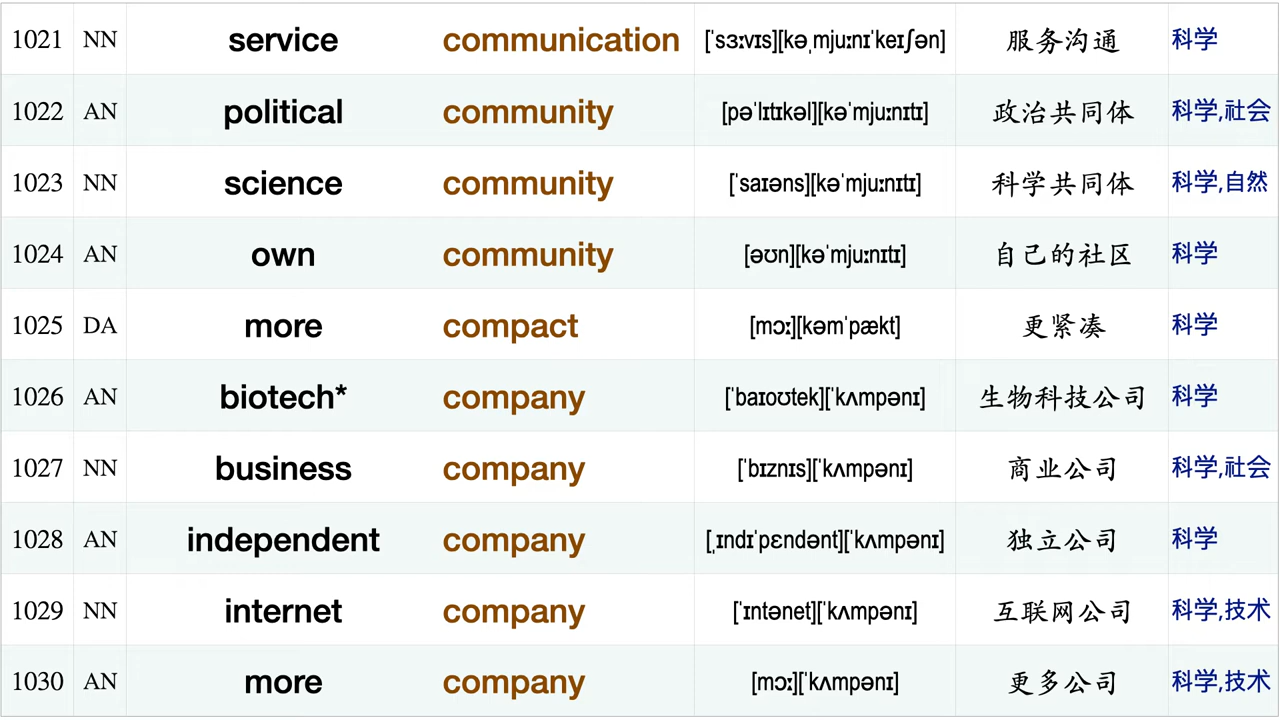 1021 NN service communication [ˈsɜːvɪs][kəˌmjuːnɪˈkeɪʃən] 服务沟通 科学
1022 AN political community [pəˈlɪtɪkəl][kəˈmjuːnɪtɪ] 政治共同体 科学,社会
1023 NN science community [ˈsaɪəns][kəˈmjuːnɪtɪ] 科学共同体 科学,自然
1024 AN own community [əʊn][kəˈmjuːnɪtɪ] 自己的社区 科学
1025 DA more compact [mɔː][kəmˈpækt] 更紧凑 科学
1026 AN biotech* company [ˈbaɪoʊtek][ˈkʌmpənɪ] 生物科技公司 科学
1027 NN business company [ˈbɪznɪs][ˈkʌmpənɪ] 商业公司 科学,社会
1028 AN independent company [ˌɪndɪˈpɛndənt][ˈkʌmpənɪ] 独立公司 科学
1029 NN internet company [ˈɪntənet][ˈkʌmpənɪ] 互联网公司 科学,技术
1030 AN more company [mɔː][ˈkʌmpənɪ] 更多公司 科学,技术